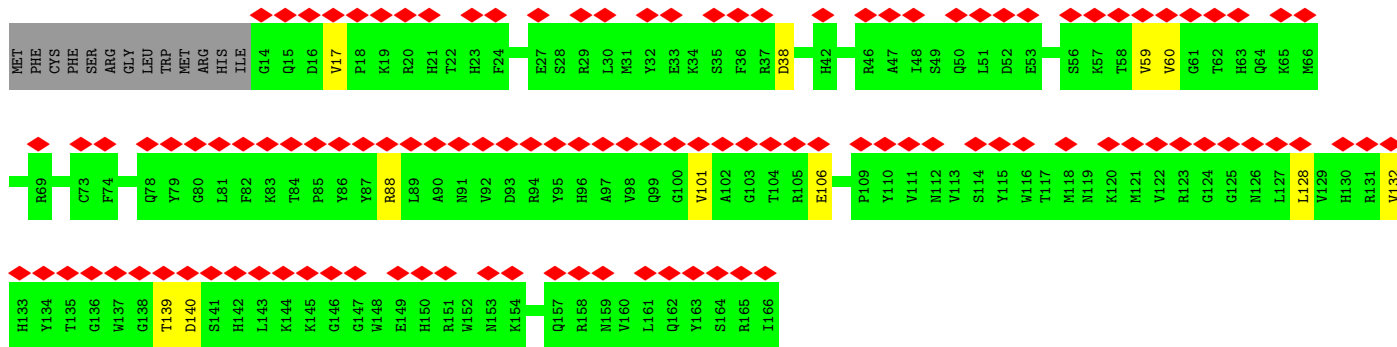 MET PHE CYS PHE SER ARG GLY LEU TRP MET ARG HIS ILE G14 Q15 D16 V17 P18 K19 R20 H21 T22 H23 F24 E27 S28 R29 L30 M31 Y32 E33 K34 S35 F36 R37 D38 H42 R46 A47 I48 S49 Q50 L51 D52 E53 S56 K57 T58 V59 V60 G61 T62 H63 Q64 K65 M66
R69 C73 F74 Q78 Y79 G80 L81 F82 K83 T84 P85 Y86 Y87 R88 L89 A90 N91 V92 D93 R94 Y95 H96 A97 V98 Q99 G100 V101 A102 G103 T104 R105 E106 P109 Y110 V111 N112 V113 S114 Y115 W116 T117 M118 N119 K120 M121 V122 R123 G124 G125 N126 L127 L128 V129 H130 R131 V132
H133 Y134 T135 G136 W137 G138 T139 D140 S141 H142 L143 K144 K145 G146 G147 W148 E149 H150 R151 W152 N153 K154 Q157 R158 N159 V160 L161 Q162 Y163 S164 R165 I166